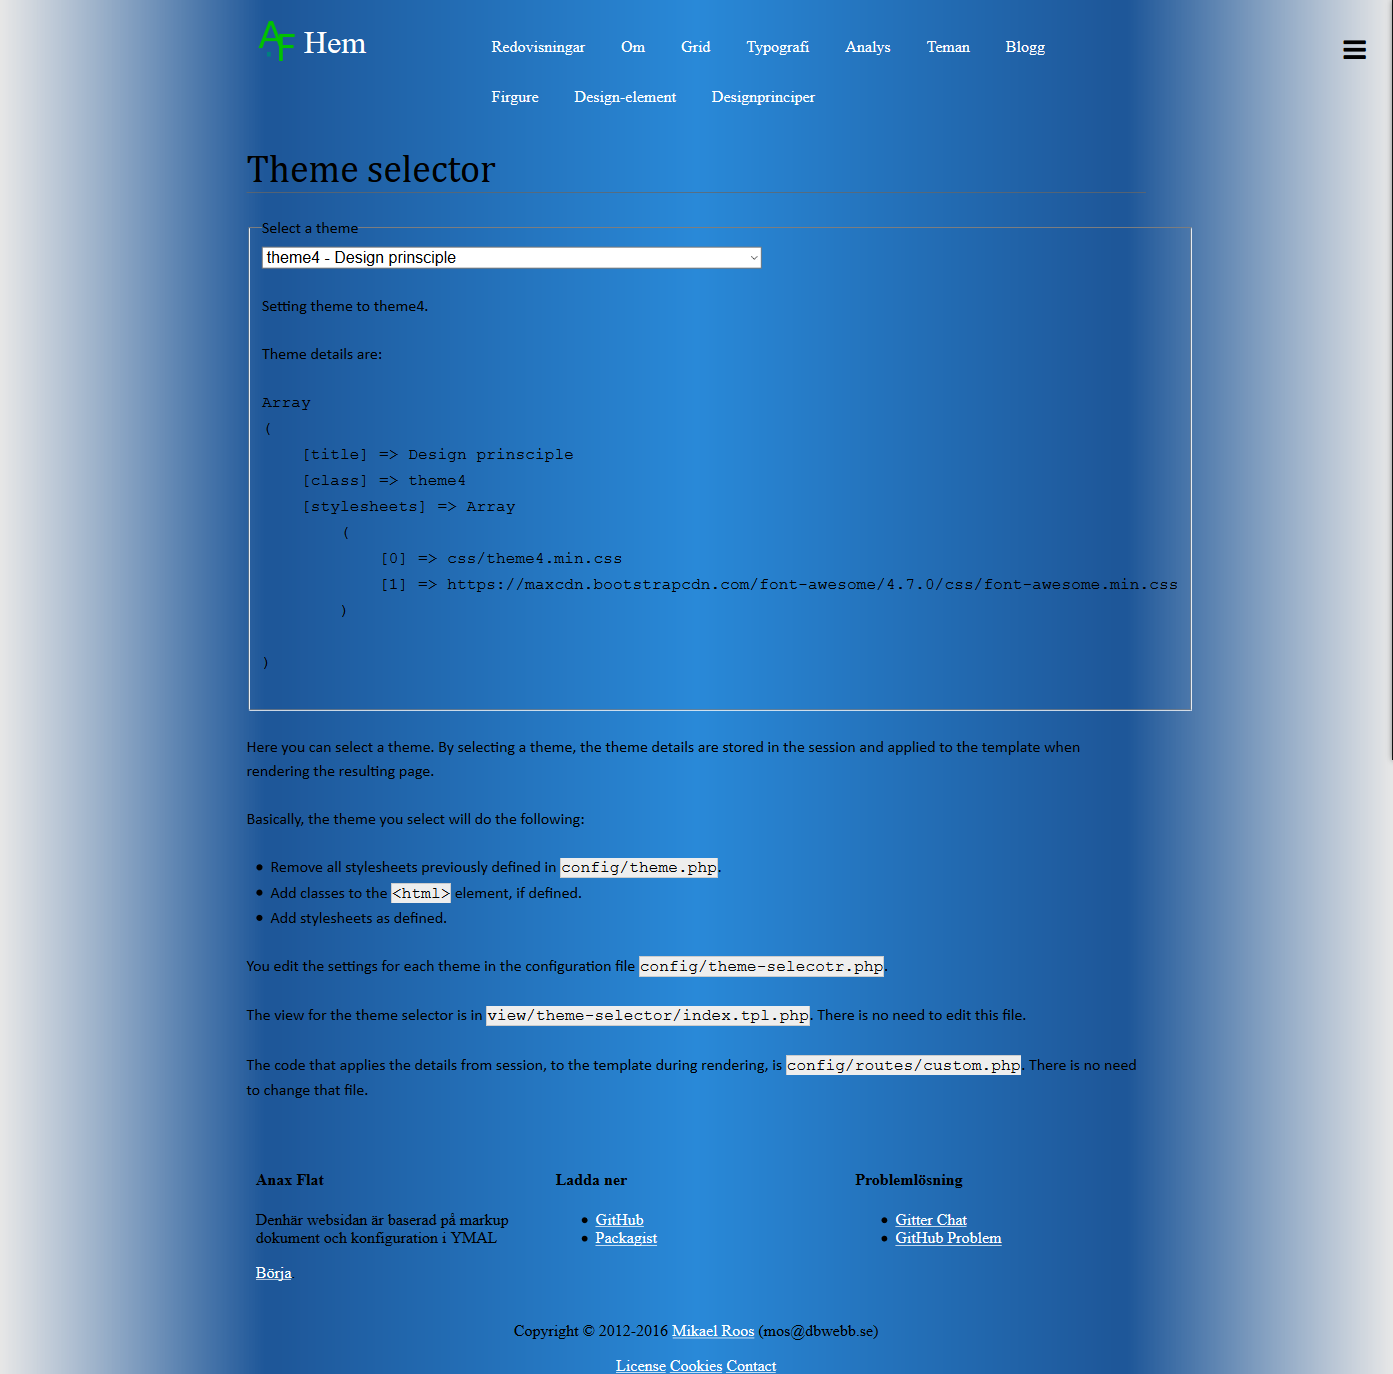 AF Hem
Redovisningar Om Grid Typografi Analys Teman Blogg
Firgure Design-element Designprinciper
Theme selector
Select a theme
theme4 - Design prinsciple
Setting theme to theme4.
Theme details are:
Array
(
[title] => Design prinsciple
[class] => theme4
[stylesheets] => Array
(
[0] => css/theme4.min.css
[1] => https://maxcdn.bootstrapcdn.com/font-awesome/4.7.0/css/font-awesome.min.css
)
)
Here you can select a theme. By selecting a theme, the theme details are stored in the session and applied to the template when
rendering the resulting page.
Basically, the theme you select will do the following:
• Remove all stylesheets previously defined in config/theme.php.
• Add classes to the <html> element, if defined.
• Add stylesheets as defined.
You edit the settings for each theme in the configuration file config/theme-selecotr.php.
The view for the theme selector is in view/theme-selector/index.tpl.php. There is no need to edit this file.
The code that applies the details from session, to the template during rendering, is config/routes/custom.php. There is no need
to change that file.
Anax Flat
Denhär websidan är baserad på markup
dokument och konfiguration i YMAL
Börja
Ladda ner
• GitHub
• Packagist
Problemlösning
• Gitter Chat
• GitHub Problem
Copyright © 2012-2016 Mikael Roos (mos@dbwebb.se)
License Cookies Contact